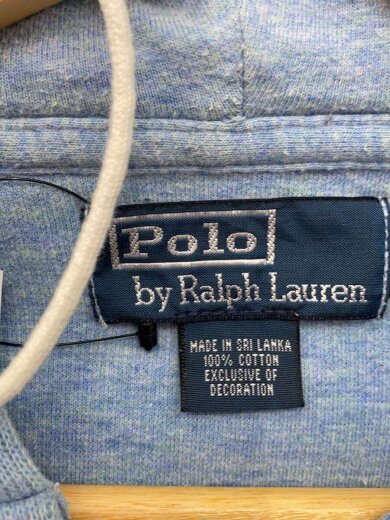 Polo
by Ralph Lauren
MADE IN SRI LANKA
100% COTTON
EXCLUSIVE OF
DECORATION